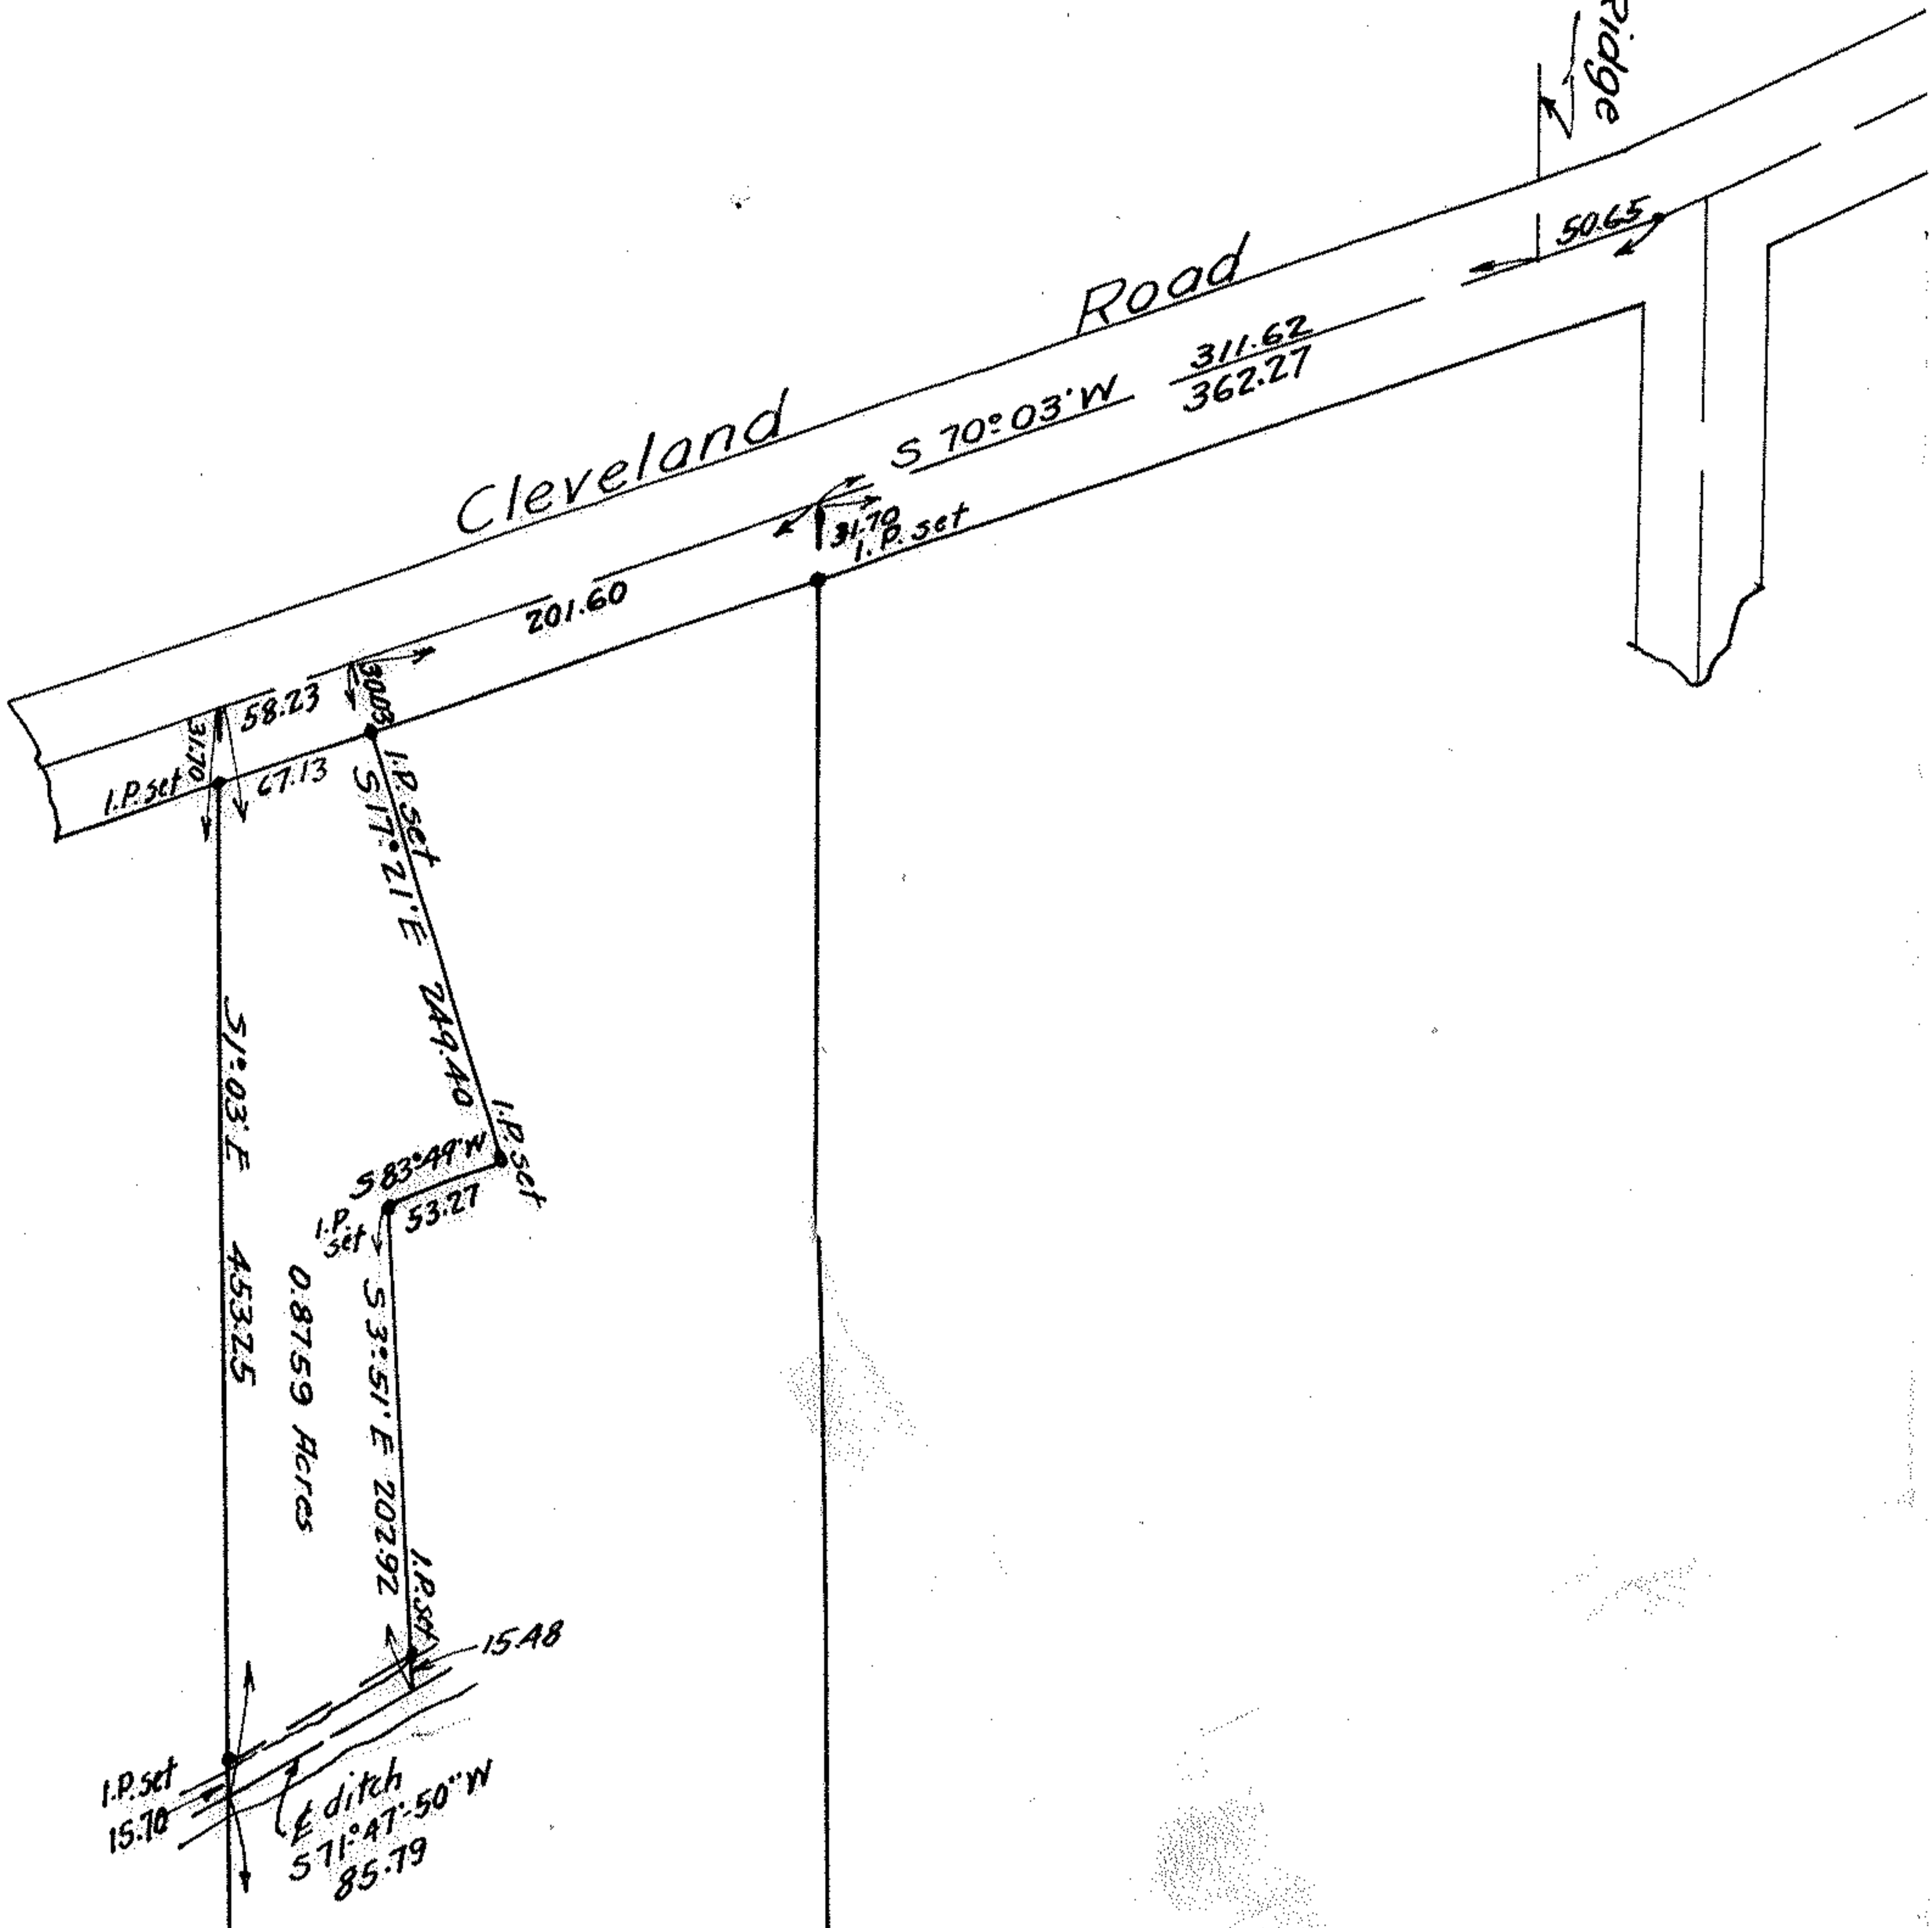 Ridge
50.65
Road
311.62
362.27
S 70° 03' W
Cleveland
31.70
I.P. set
201.60
30.03
58.23
31.70
I.P. set
67.13
I.P. set
S 17° 21' E 249.40
I.P. set
S 83° 49' W
53.27
I.P.
set
S 1° 03' E 453.25
0.8759 Acres
S 3° 51' E 202.92
I.P. set
15.48
I.P. set
15.70
℄ ditch
S 71° 47' 50" W
85.79